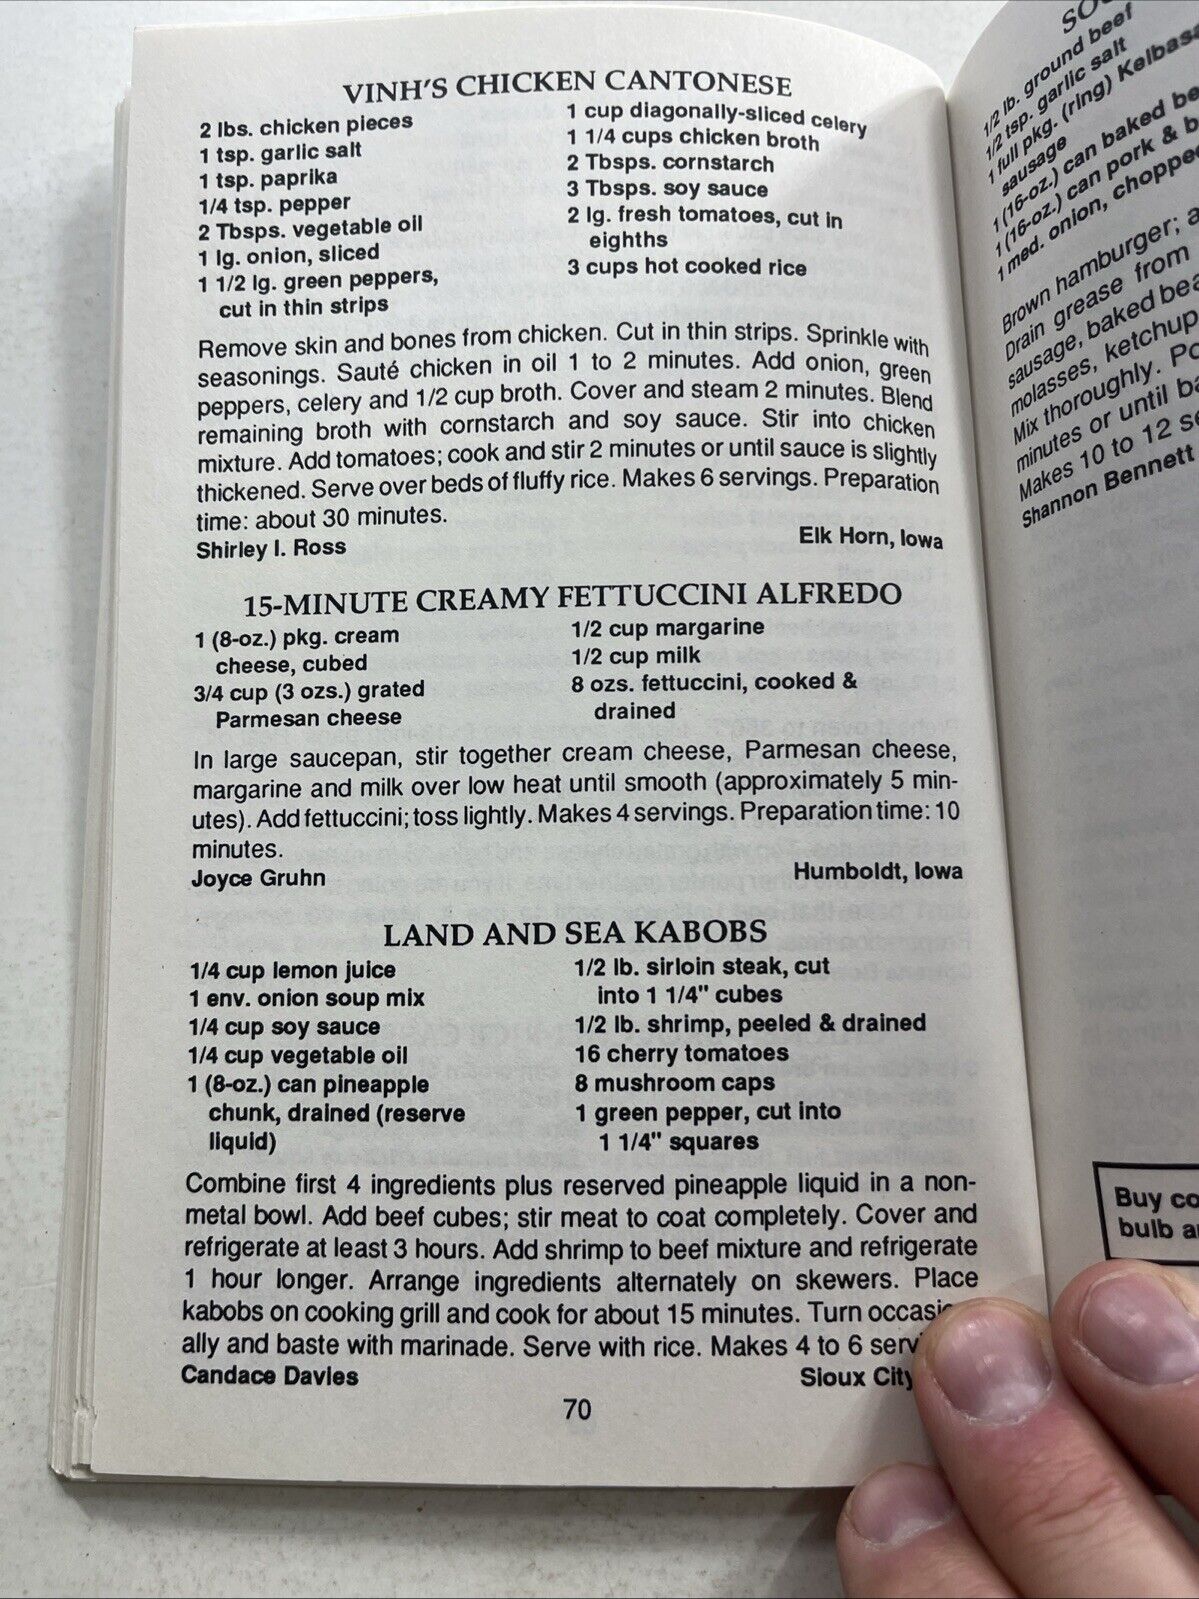 VINH'S CHICKEN CANTONESE
2 lbs. chicken pieces
1 tsp. garlic salt
1 tsp. paprika
1/4 tsp. pepper
2 Tbsps. vegetable oil
1 lg. onion, sliced
1 1/2 lg. green peppers,
cut in thin strips
1 cup diagonally-sliced celery
1 1/4 cups chicken broth
2 Tbsps. cornstarch
3 Tbsps. soy sauce
2 lg. fresh tomatoes, cut in
eighths
3 cups hot cooked rice
Remove skin and bones from chicken. Cut in thin strips. Sprinkle with
seasonings. Sauté chicken in oil 1 to 2 minutes. Add onion, green
peppers, celery and 1/2 cup broth. Cover and steam 2 minutes. Blend
remaining broth with cornstarch and soy sauce. Stir into chicken
mixture. Add tomatoes; cook and stir 2 minutes or until sauce is slightly
thickened. Serve over beds of fluffy rice. Makes 6 servings. Preparation
time: about 30 minutes.
Shirley I. Ross Elk Horn, Iowa
15-MINUTE CREAMY FETTUCCINI ALFREDO
1 (8-oz.) pkg. cream
cheese, cubed
3/4 cup (3 ozs.) grated
Parmesan cheese
1/2 cup margarine
1/2 cup milk
8 ozs. fettuccini, cooked &
drained
In large saucepan, stir together cream cheese, Parmesan cheese,
margarine and milk over low heat until smooth (approximately 5 min-
utes). Add fettuccini; toss lightly. Makes 4 servings. Preparation time: 10
minutes.
Joyce Gruhn Humboldt, Iowa
LAND AND SEA KABOBS
1/4 cup lemon juice
1 env. onion soup mix
1/4 cup soy sauce
1/4 cup vegetable oil
1 (8-oz.) can pineapple
chunk, drained (reserve
liquid)
1/2 lb. sirloin steak, cut
into 1 1/4" cubes
1/2 lb. shrimp, peeled & drained
16 cherry tomatoes
8 mushroom caps
1 green pepper, cut into
1 1/4" squares
Combine first 4 ingredients plus reserved pineapple liquid in a non-
metal bowl. Add beef cubes; stir meat to coat completely. Cover and
refrigerate at least 3 hours. Add shrimp to beef mixture and refrigerate
1 hour longer. Arrange ingredients alternately on skewers. Place
kabobs on cooking grill and cook for about 15 minutes. Turn occasi
ally and baste with marinade. Serve with rice. Makes 4 to 6 serv
Candace Davies Sioux City
70
1/2 lb. ground beef
1/2 tsp. garlic salt
1 full pkg. (ring) Kelbasa
sausage
1 (16-oz.) can baked be
1 (16-oz.) can pork & b
1 med. onion, chopped
Brown hamburger; a
Drain grease from
sausage, baked bea
molasses, ketchup
Mix thoroughly. Po
minutes or until ba
Makes 10 to 12 se
Shannon Bennett
Buy co
bulb a